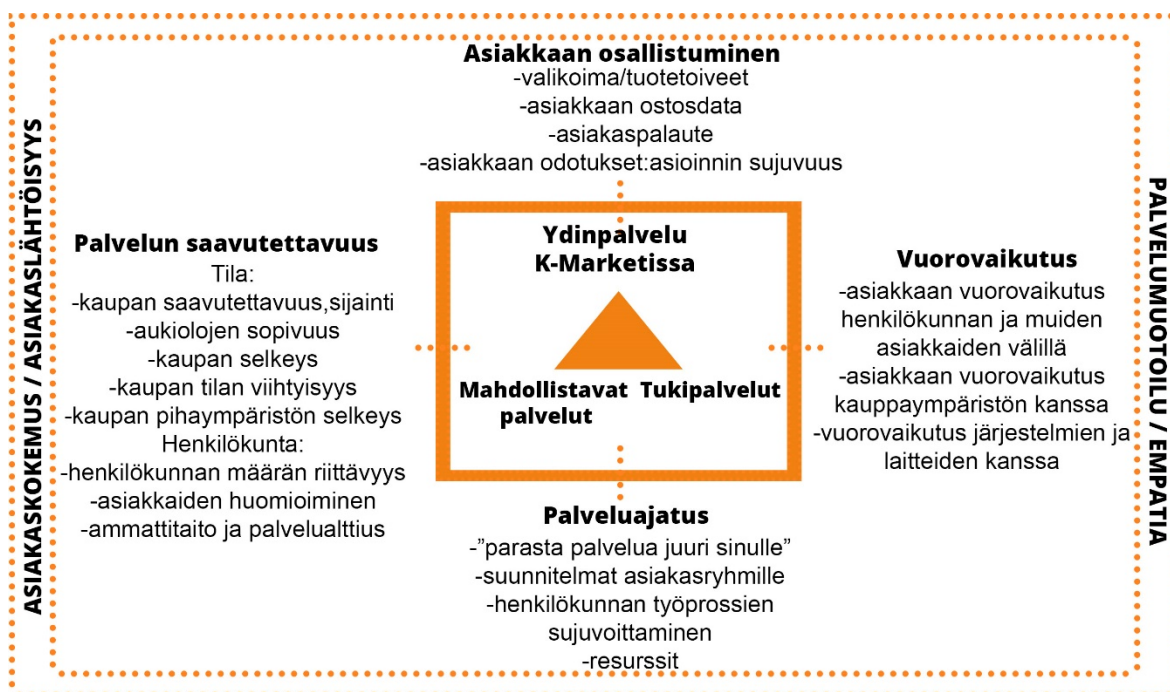 Asiakkaan osallistuminen
-valikoima/tuotetoiveet
-asiakkaan ostosdata
-asiakaspalaute
-asiakkaan odotukset:asioinnin sujuvuus
ASIAKASKOKEMUS / ASIAKASLÄHTÖISYYS
Palvelun saavutettavuus
Tila:
-kaupan saavutettavuus,sijainti
-aukiolojen sopivuus
-kaupan selkeys
-kaupan tilan viihtyisyys
-kaupan pihaympäristön selkeys
Henkilökunta:
-henkilökunnan määrän riittävyys
-asiakkaiden huomioiminen
-ammattitaito ja palvelualttius
Ydinpalvelu
K-Marketissa
Mahdollistavat
palvelut
Tukipalvelut
Vuorovaikutus
-asiakkaan vuorovaikutus
henkilökunnan ja muiden
asiakkaiden välillä
-asiakkaan vuorovaikutus
kauppaympäristön kanssa
-vuorovaikutus järjestelmien ja
laitteiden kanssa
PALVELUMUOTOILU / EMPATIA
Palveluajatus
-”parasta palvelua juuri sinulle”
-suunnitelmat asiakasryhmille
-henkilökunnan työprossien
sujuvoittaminen
-resurssit